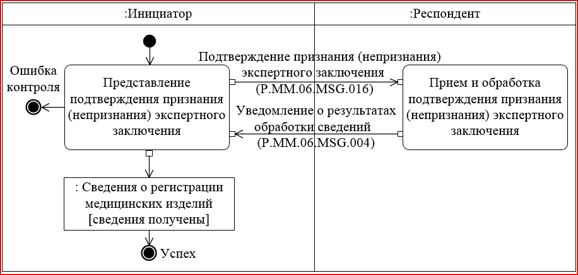 :Инициатор
:Респондент
Ошибка
контроля
Представление
подтверждения признания
(непризнания) экспертного
заключения
Подтверждение признания (непризнания)
экспертного заключения
(P.MM.06.MSG.016)
Уведомление о результатах
обработки сведений
(P.MM.06.MSG.004)
Прием и обработка
подтверждения признания
(непризнания) экспертного
заключения
: Сведения о регистрации
медицинских изделий
[сведения получены]
Успех